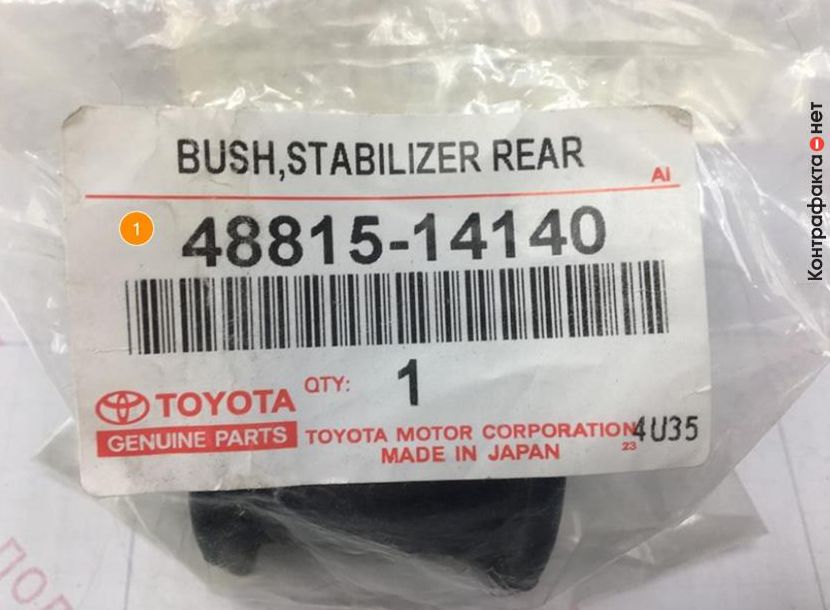 BUSH,STABILIZER REAR
AI
1
48815-14140
QTY: 1
TOYOTA
GENUINE PARTS
TOYOTA MOTOR CORPORATION
4U35
23
MADE IN JAPAN
Контрафакта нет
ПОЛ